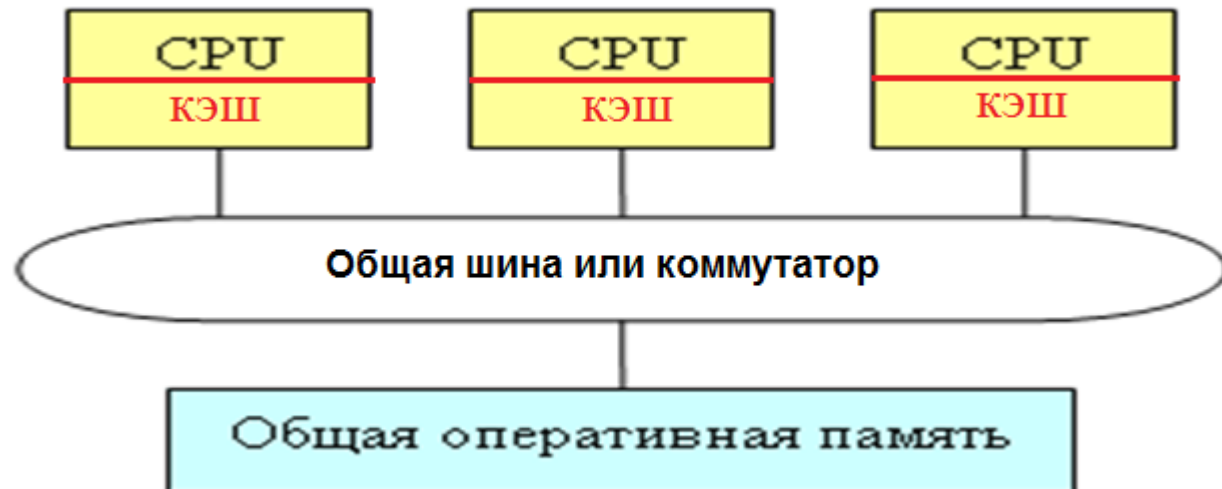 CPU
КЭШ
CPU
КЭШ
CPU
КЭШ
Общая шина или коммутатор
Общая оперативная память